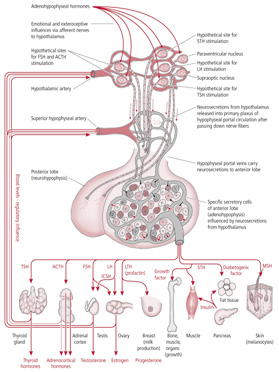 Adenohypophyseal hormones
Emotional and exteroceptive
influences via afferent nerves
to hypothalamus
Hypothalamic sites
for FSH and ACTH
stimulation
Hypothalamic artery
Superior hypophyseal artery
Posterior lobe
(neurohypophysis)
Hypothalamic site for
STH stimulation
Paraventricular nucleus
Hypothalamic site for
LH stimulation
Supraoptic nucleus
Hypothalamic site for
TSH stimulation
Neurosecretions from hypothalamus
released into primary plexus of
hypophyseal portal circulation after
passing down nerve fibers
Hypophyseal portal veins carry
neurosecretions to anterior lobe
Specific secretory cells of
anterior lobe
(adenohypophysis)
influenced by neurosecretions
from hypothalamus
Blood levels: regulatory influence
TSH
ACTH
FSH
ICSH
LH
LTH
(prolactin)
Growth
factor
STH
Diabetogenic
factor
MSH
Insulin
Fat tissue
Thyroid
gland
Adrenal
cortex
Testis
Ovary
Breast
(milk
production)
Bone,
muscle,
organs
(growth)
Muscle
Pancreas
Skin
(melanocytes)
Thyroid
hormones
Adrenocortical
hormones
Testosterone
Estrogen
Progesterone